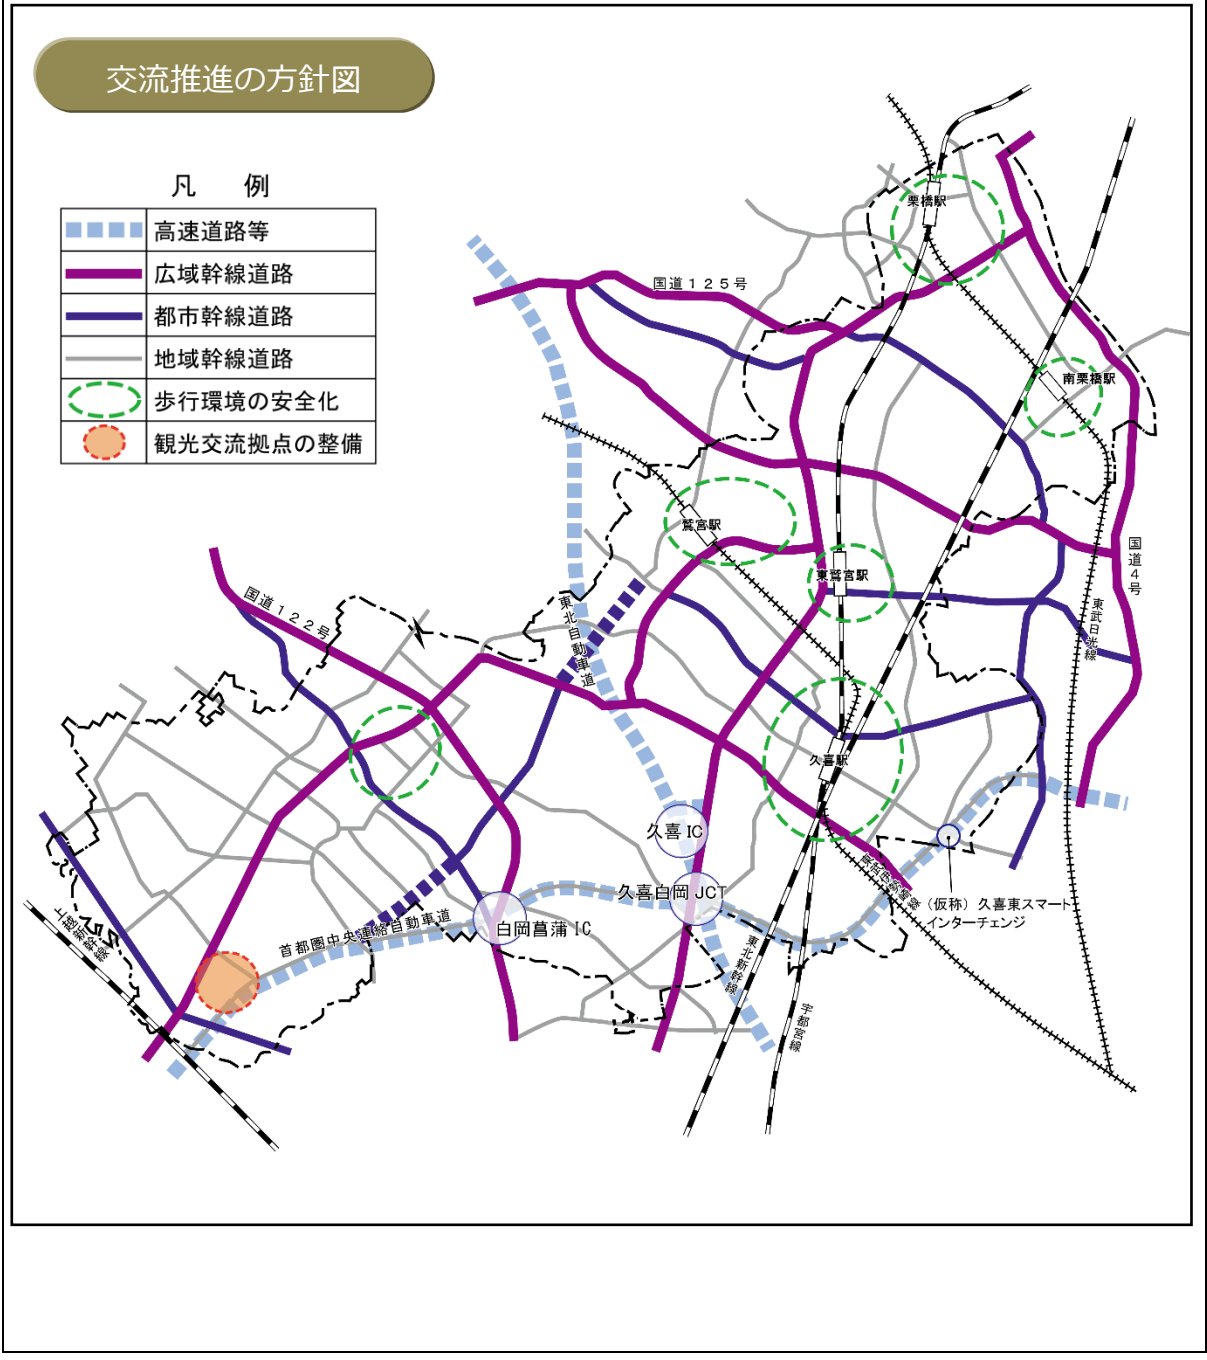 交流推進の方針図
凡　例
高速道路等
広域幹線道路
都市幹線道路
地域幹線道路
歩行環境の安全化
観光交流拠点の整備
栗橋駅
国道１２５号
南栗橋駅
鷲宮駅
東鷲宮駅
国道４号
東武日光線
国道１２２号
東北自動車道
久喜駅
久喜 IC
東武伊勢崎線
久喜白岡 JCT
（仮称）久喜東スマート
インターチェンジ
白岡菖蒲 IC
首都圏中央連絡自動車道
上越新幹線
東北新幹線
宇都宮線